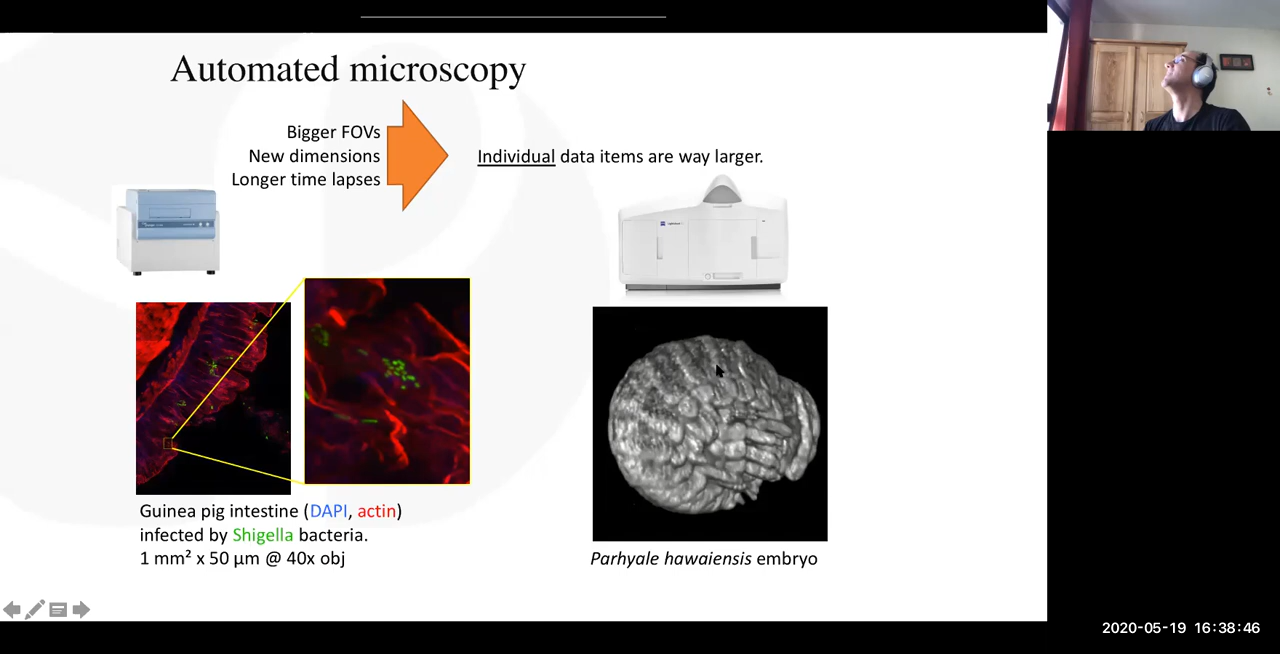 Automated microscopy
Bigger FOVs
New dimensions
Longer time lapses
Individual data items are way larger.
Guinea pig intestine (DAPI, actin)
infected by Shigella bacteria.
1 mm² x 50 µm @ 40x obj
Parhyale hawaiensis embryo
2020-05-19 16:38:46